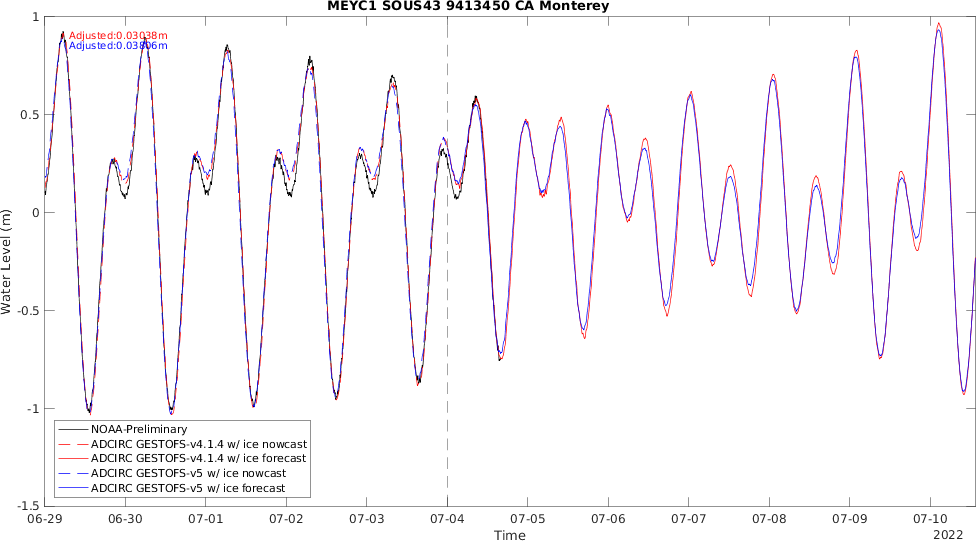 MEYC1 SOUS43 9413450 CA Monterey
Adjusted:0.03038m
Adjusted:0.03806m
1
0.5
0
-0.5
-1
-1.5
Water Level (m)
NOAA-Preliminary
ADCIRC GESTOFS-v4.1.4 w/ ice nowcast
ADCIRC GESTOFS-v4.1.4 w/ ice forecast
ADCIRC GESTOFS-v5 w/ ice nowcast
ADCIRC GESTOFS-v5 w/ ice forecast
06-29 06-30 07-01 07-02 07-03 07-04 07-05 07-06 07-07 07-08 07-09 07-10
Time
2022